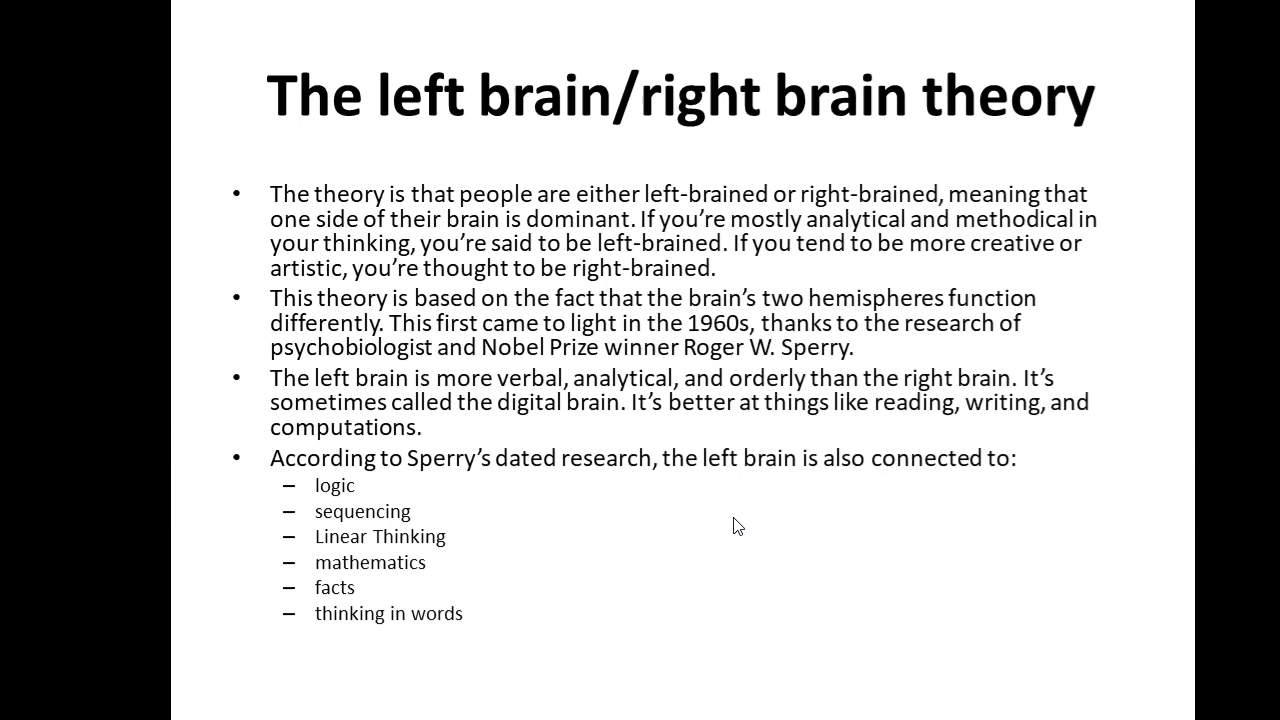 The left brain/right brain theory
• The theory is that people are either left-brained or right-brained, meaning that
one side of their brain is dominant. If you’re mostly analytical and methodical in
your thinking, you’re said to be left-brained. If you tend to be more creative or
artistic, you’re thought to be right-brained.
• This theory is based on the fact that the brain’s two hemispheres function
differently. This first came to light in the 1960s, thanks to the research of
psychobiologist and Nobel Prize winner Roger W. Sperry.
• The left brain is more verbal, analytical, and orderly than the right brain. It’s
sometimes called the digital brain. It’s better at things like reading, writing, and
computations.
• According to Sperry’s dated research, the left brain is also connected to:
– logic
– sequencing
– Linear Thinking
– mathematics
– facts
– thinking in words